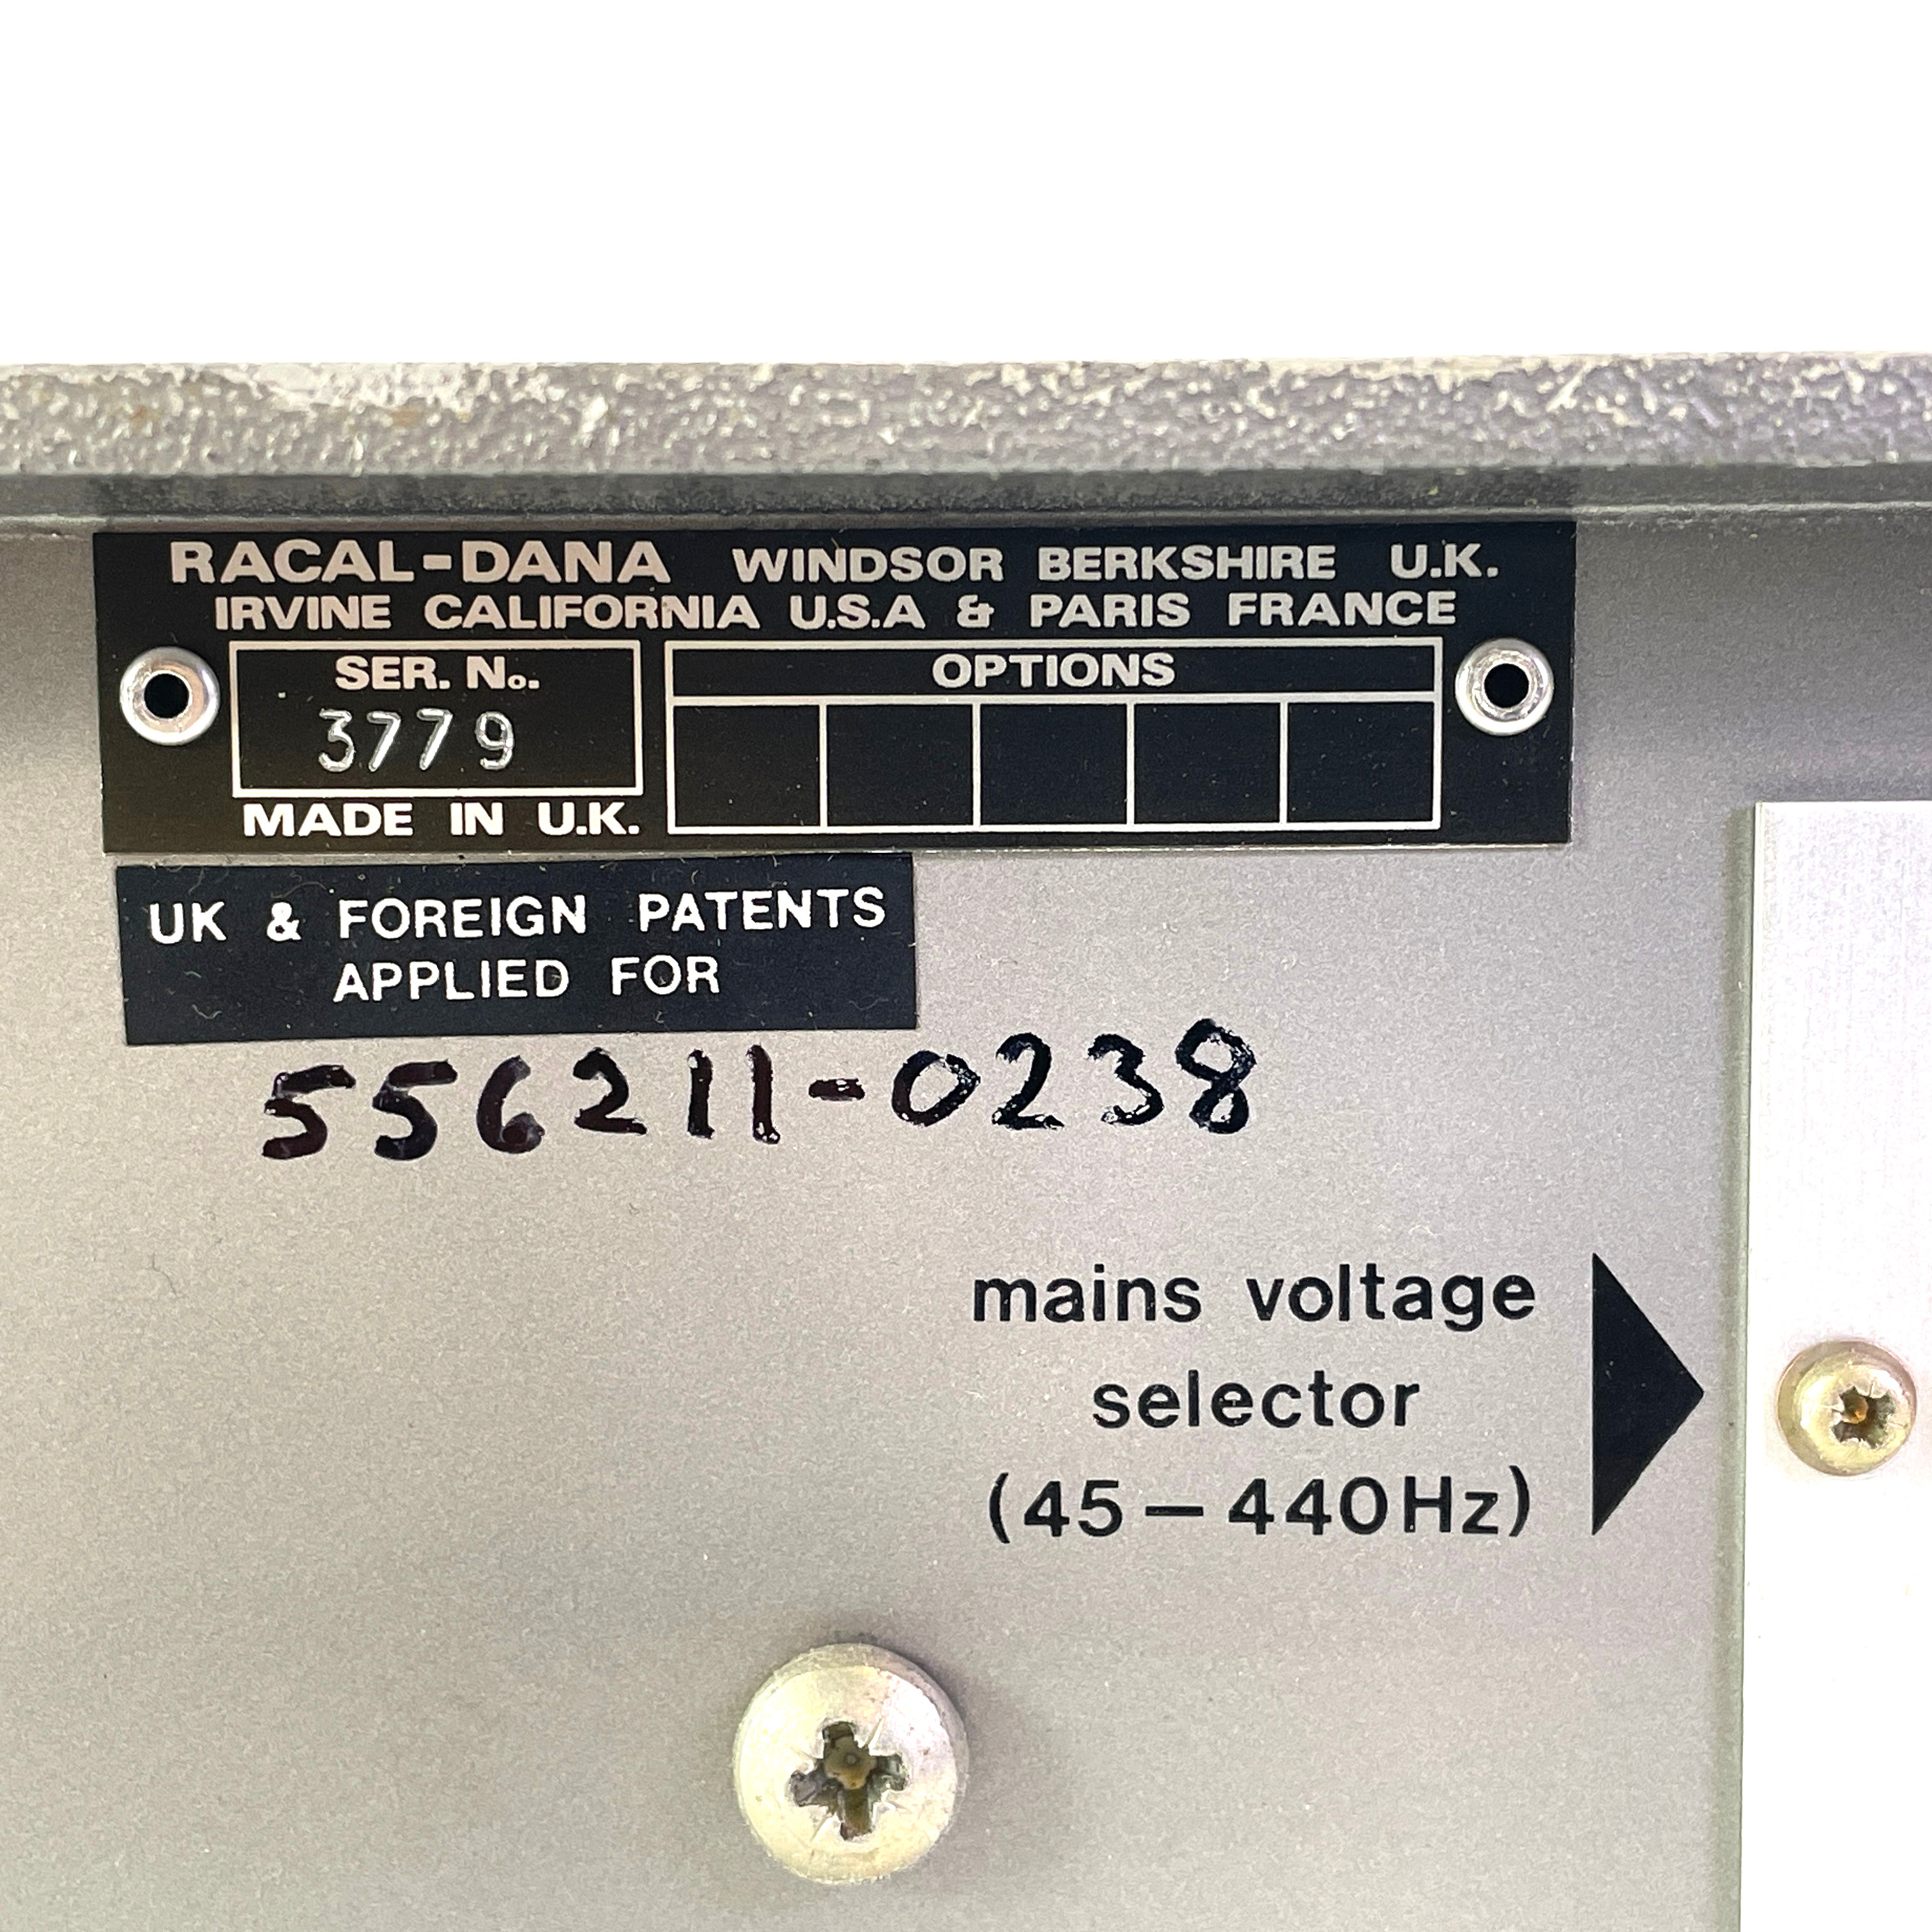 RACAL-DANA WINDSOR BERKSHIRE U.K.
IRVINE CALIFORNIA U.S.A & PARIS FRANCE
SER. No.
3779
MADE IN U.K.
OPTIONS
UK & FOREIGN PATENTS
APPLIED FOR
556211-0238
mains voltage
selector
(45-440Hz)